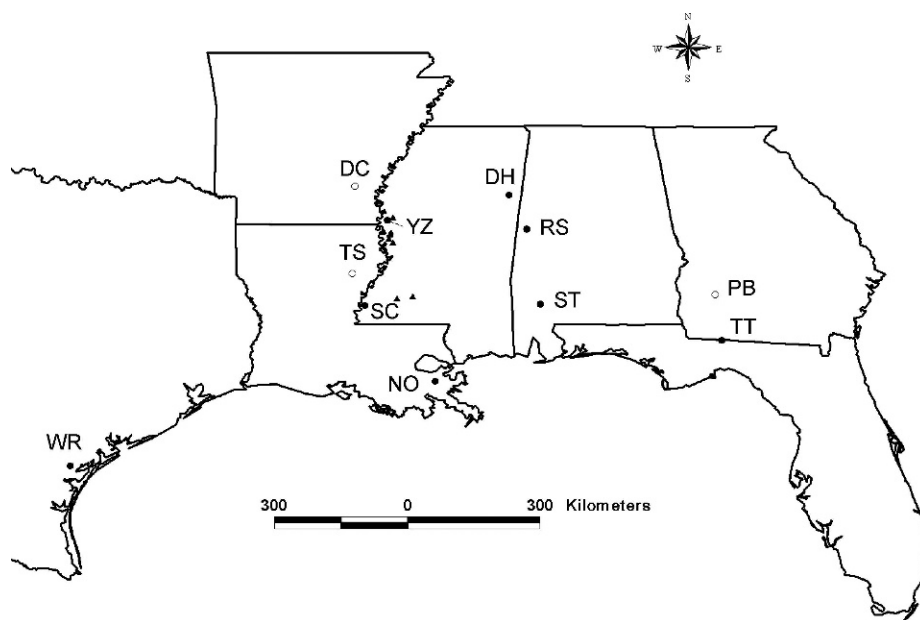 N
W E
S
DC
DH
YZ
RS
TS
PB
SC
ST
TT
NO
WR
300 0 300 Kilometers